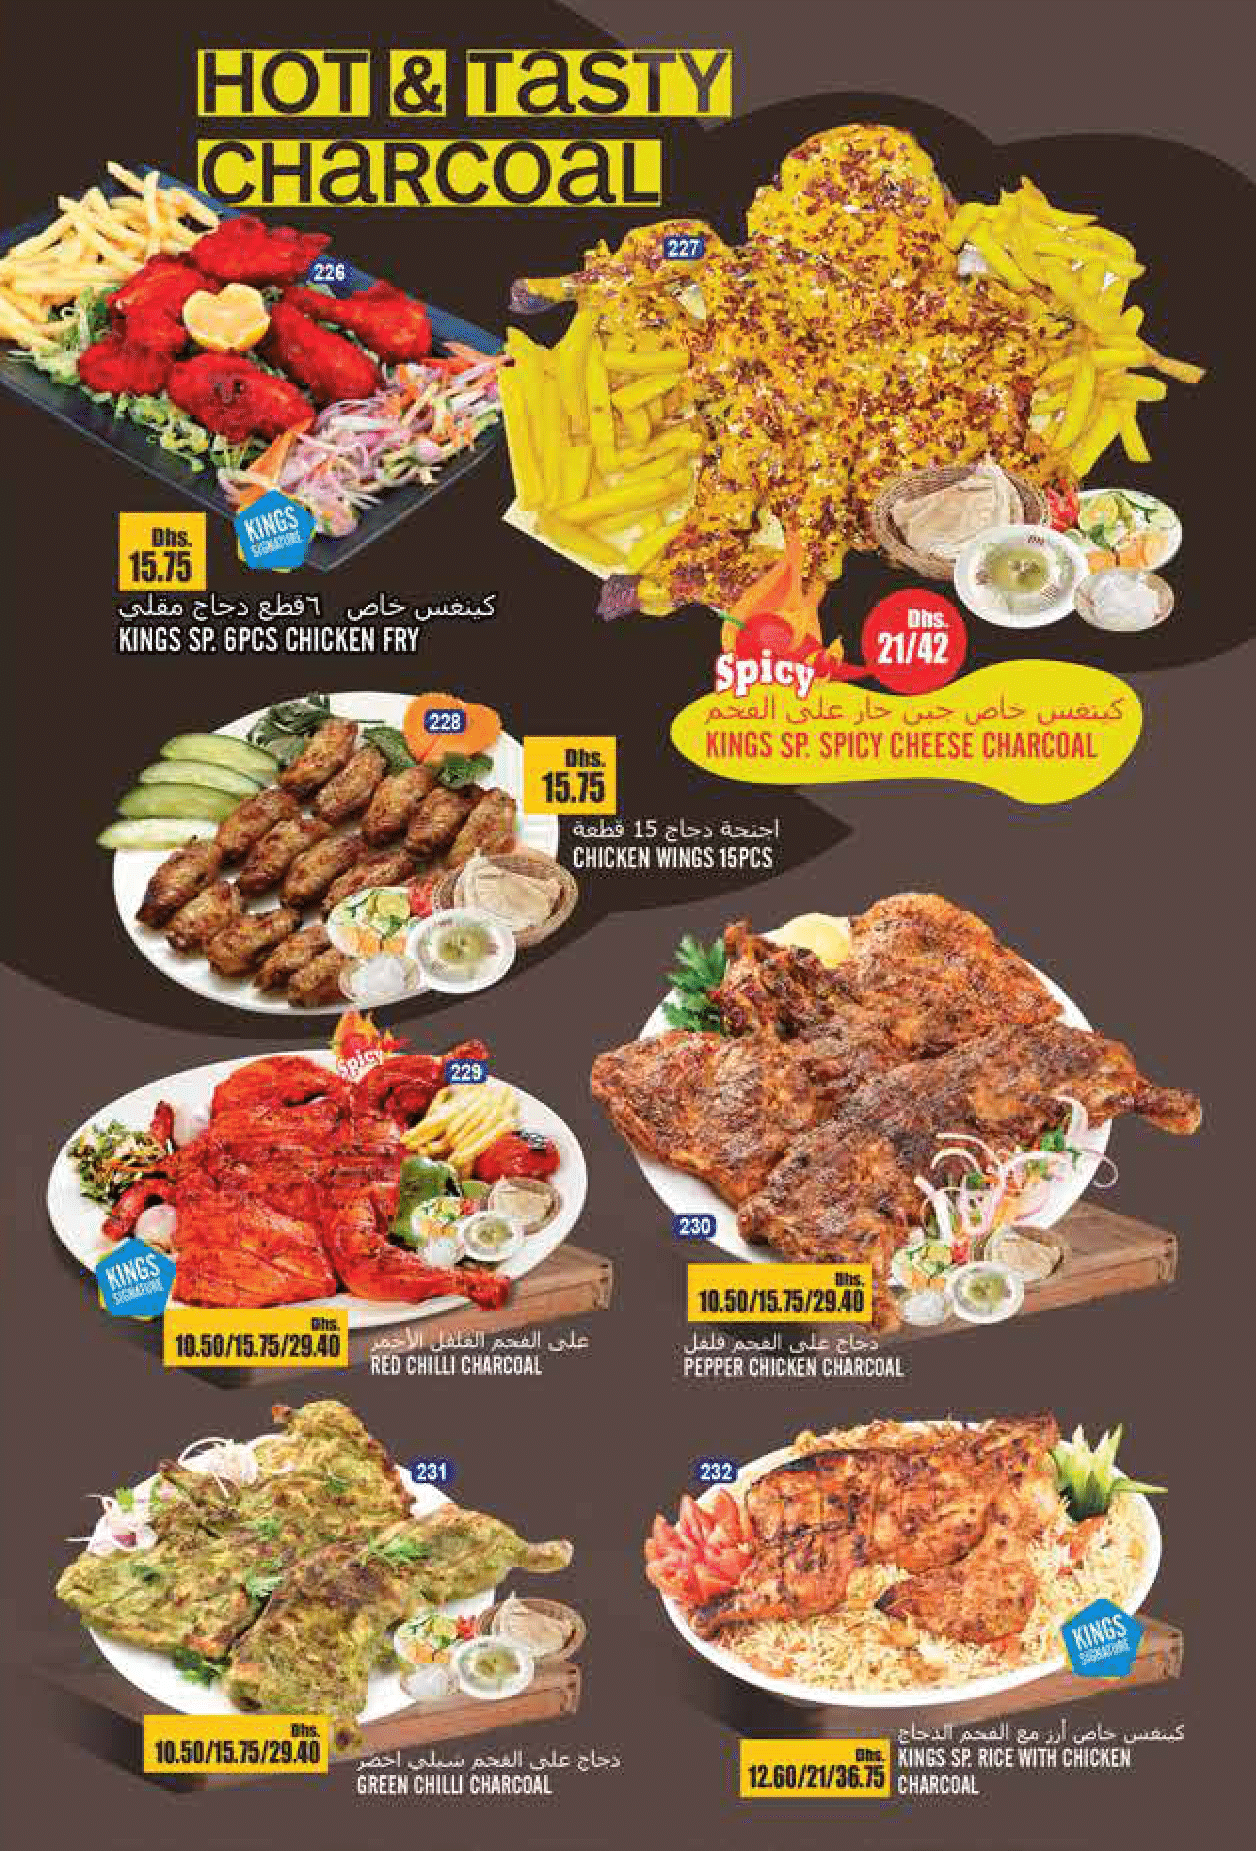 HOT & TaSTY
CHaRCOaL
226
227
KINGS
SIGNATURE
Dhs.
15.75
كينغس خاص ٦قطع دجاج مقلي
KINGS SP. 6PCS CHICKEN FRY
Spicy
Dhs.
21/42
كينغس خاص جبن حار على الفحم
KINGS SP. SPICY CHEESE CHARCOAL
228
Dhs.
15.75
اجنحة دجاج 15 قطعة
CHICKEN WINGS 15PCS
Spicy
229
KINGS
SIGNATURE
Dhs.
10.50/15.75/29.40
على الفحم الفلفل الأحمر
RED CHILLI CHARCOAL
230
Dhs.
10.50/15.75/29.40
دجاج على الفحم فلفل
PEPPER CHICKEN CHARCOAL
231
Dhs.
10.50/15.75/29.40
دجاج على الفحم شيلي اخضر
GREEN CHILLI CHARCOAL
232
KINGS
SIGNATURE
Dhs.
12.60/21/36.75
كينغس خاص أرز مع الفحم الدجاج
KINGS SP. RICE WITH CHICKEN
CHARCOAL